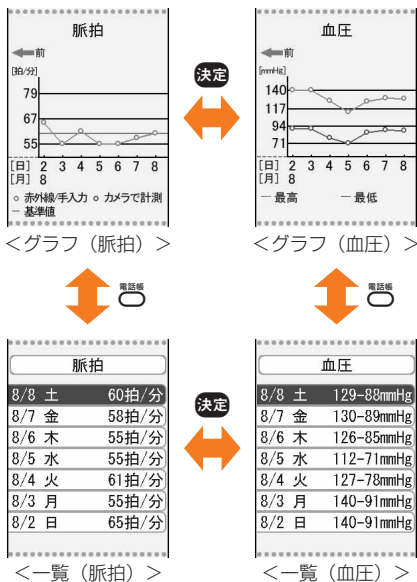 脈拍
前
[拍/分]
79
67
55
[日] 2 3 4 5 6 7 8
[月] 8
赤外線/手入力 カメラで計測
基準値
<グラフ（脈拍）>
決定
血圧
前
[mmHg]
140
117
94
71
[日] 2 3 4 5 6 7 8
[月] 8
最高 最低
<グラフ（血圧）>
電話帳
電話帳
脈拍
8/8 土 60拍/分
8/7 金 58拍/分
8/6 木 55拍/分
8/5 水 55拍/分
8/4 火 61拍/分
8/3 月 55拍/分
8/2 日 65拍/分
<一覧（脈拍）>
決定
血圧
8/8 土 129-88mmHg
8/7 金 130-89mmHg
8/6 木 126-85mmHg
8/5 水 112-71mmHg
8/4 火 127-78mmHg
8/3 月 140-91mmHg
8/2 日 140-91mmHg
<一覧（血圧）>